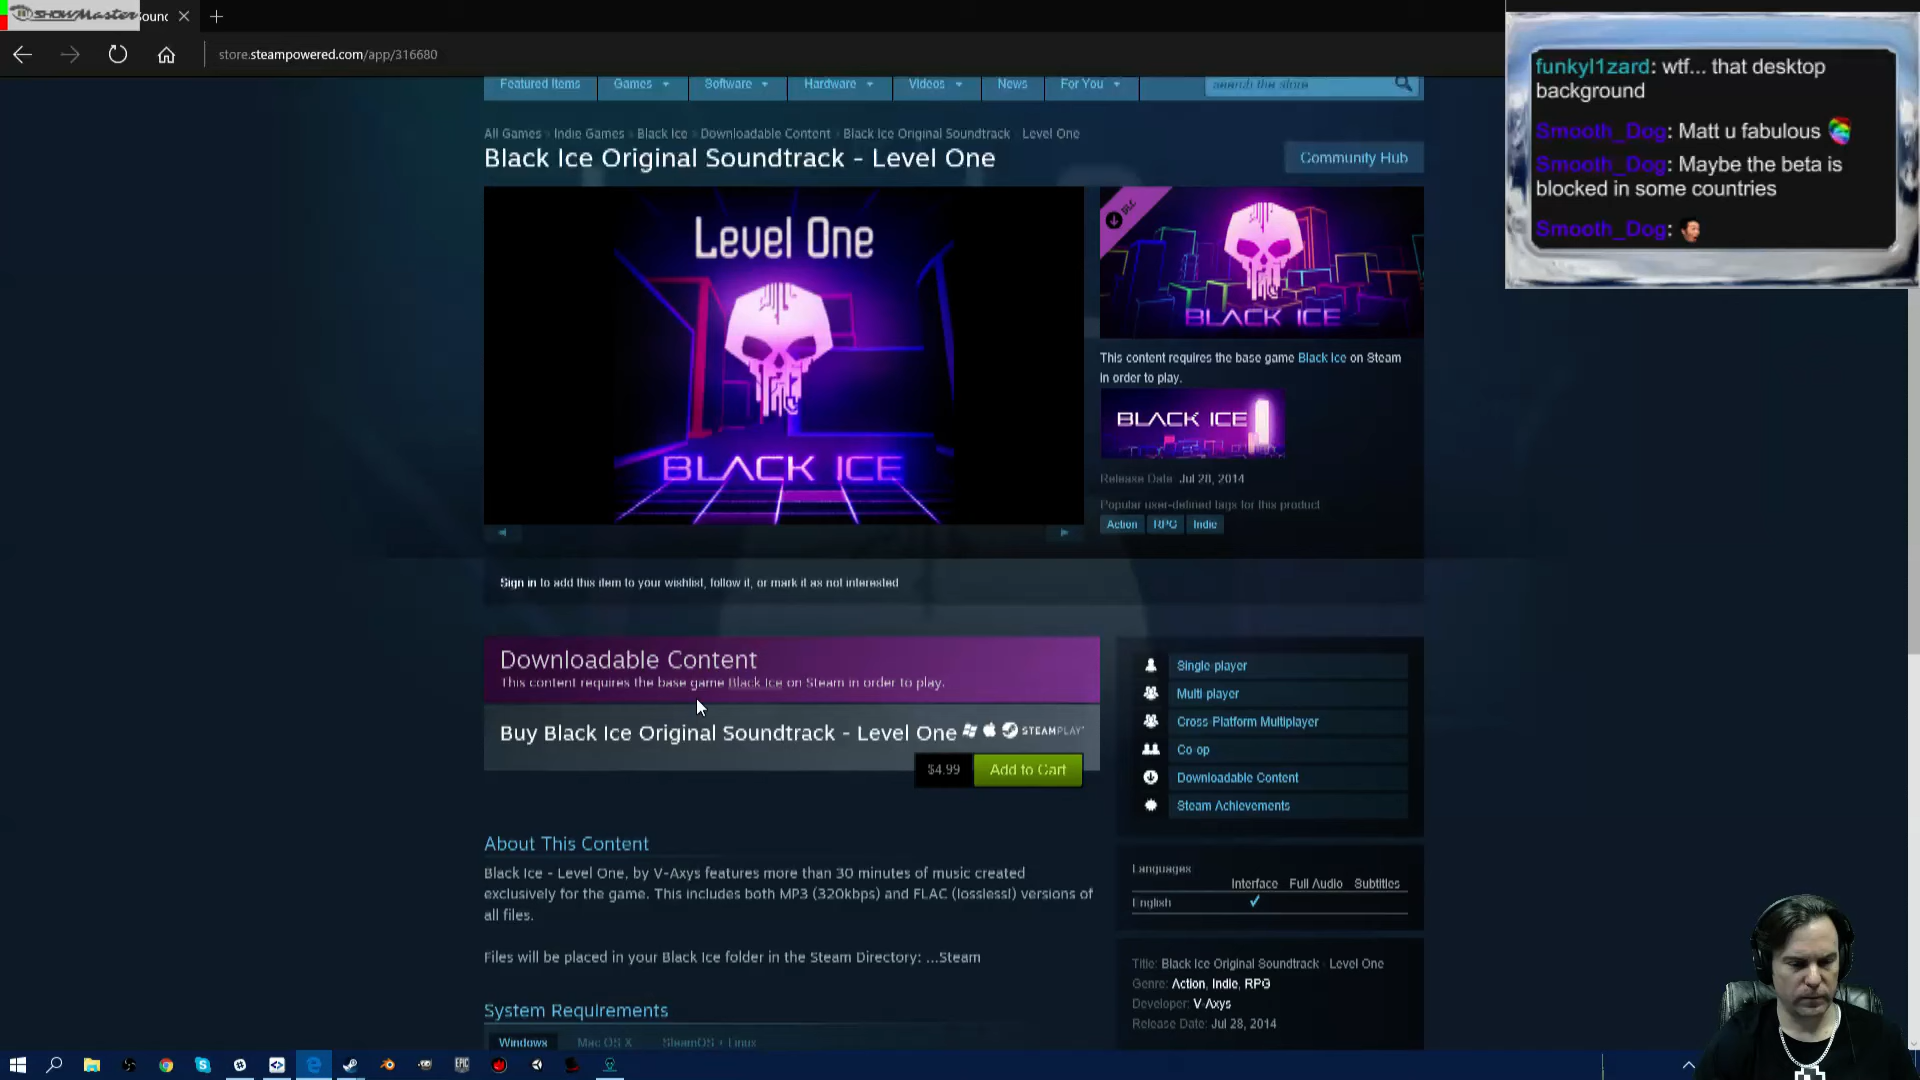 SHOWMaster
Sounc
store.steampowered.com/app/316680
funkyl1zard: wtf... that desktop
background
Smooth_Dog: Matt u fabulous
Smooth_Dog: Maybe the beta is
blocked in some countries
Smooth_Dog:
Featured Items
Games
Software
Hardware
Videos
News
For You
search the store
All Games > Indie Games > Black Ice > Downloadable Content > Black Ice Original Soundtrack - Level One
Black Ice Original Soundtrack - Level One
Community Hub
Level One
BLACK ICE
DLC
BLACK ICE
This content requires the base game Black Ice on Steam
in order to play.
BLACK ICE
Release Date: Jul 28, 2014
Popular user-defined tags for this product
Action
RPG
Indie
Sign in to add this item to your wishlist, follow it, or mark it as not interested
Downloadable Content
This content requires the base game Black Ice on Steam in order to play.
Buy Black Ice Original Soundtrack - Level One
STEAMPLAY
$4.99
Add to Cart
Single-player
Multi-player
Cross-Platform Multiplayer
Co-op
Downloadable Content
Steam Achievements
About This Content
Black Ice - Level One, by V-Axys features more than 30 minutes of music created
exclusively for the game. This includes both MP3 (320kbps) and FLAC (lossless!) versions of
all files.
Files will be placed in your Black Ice folder in the Steam Directory: ...Steam
Languages
Interface Full Audio Subtitles
English
Title: Black Ice Original Soundtrack - Level One
Genre: Action, Indie, RPG
Developer: V-Axys
Release Date: Jul 28, 2014
System Requirements
Windows
Mac OS X
SteamOS + Linux
EPIC